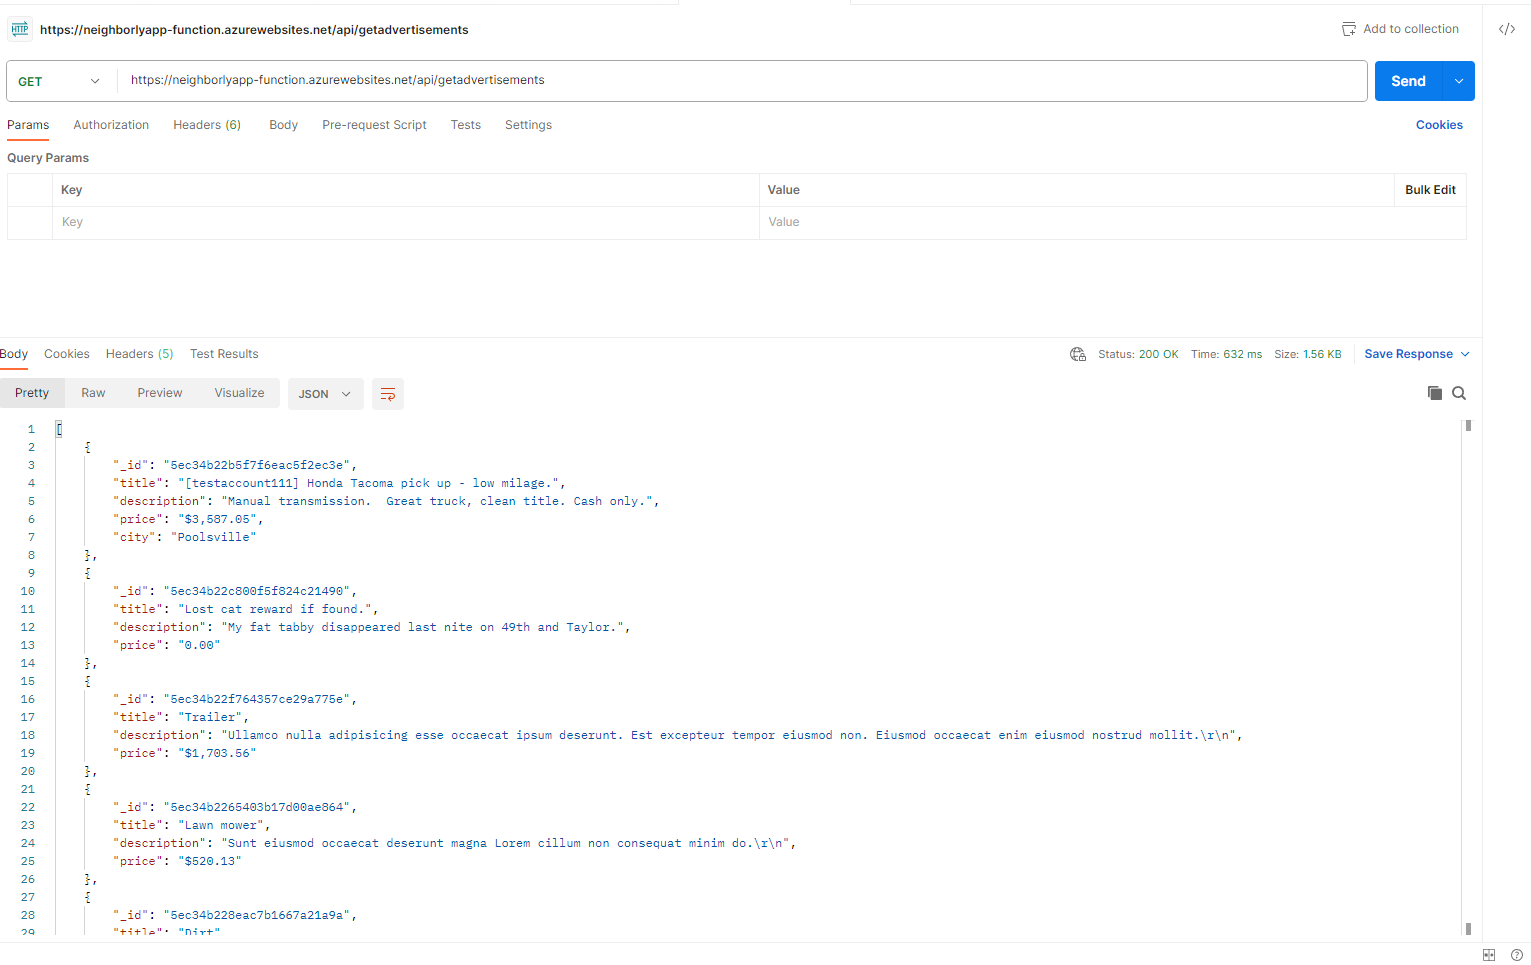 HTTP https://neighborlyapp-function.azurewebsites.net/api/getadvertisements Add to collection </>
GET https://neighborlyapp-function.azurewebsites.net/api/getadvertisements Send
Params Authorization Headers (6) Body Pre-request Script Tests Settings Cookies
Query Params
Key Value Bulk Edit
Key Value
Body Cookies Headers (5) Test Results Status: 200 OK Time: 632 ms Size: 1.56 KB Save Response
Pretty Raw Preview Visualize JSON
1 [
2 {
3 "_id": "5ec34b22b5f7f6eac5f2ec3e",
4 "title": "[testaccount111] Honda Tacoma pick up - low milage.",
5 "description": "Manual transmission.  Great truck, clean title. Cash only.",
6 "price": "$3,587.05",
7 "city": "Poolsville"
8 },
9 {
10 "_id": "5ec34b22c800f5f824c21490",
11 "title": "Lost cat reward if found.",
12 "description": "My fat tabby disappeared last nite on 49th and Taylor.",
13 "price": "0.00"
14 },
15 {
16 "_id": "5ec34b22f764357ce29a775e",
17 "title": "Trailer",
18 "description": "Ullamco nulla adipisicing esse occaecat ipsum deserunt. Est excepteur tempor eiusmod non. Eiusmod occaecat enim eiusmod nostrud mollit.\r\n",
19 "price": "$1,703.56"
20 },
21 {
22 "_id": "5ec34b2265403b17d00ae864",
23 "title": "Lawn mower",
24 "description": "Sunt eiusmod occaecat deserunt magna Lorem cillum non consequat minim do.\r\n",
25 "price": "$520.13"
26 },
27 {
28 "_id": "5ec34b228eac7b1667a21a9a",
29 "title": "Dirt"